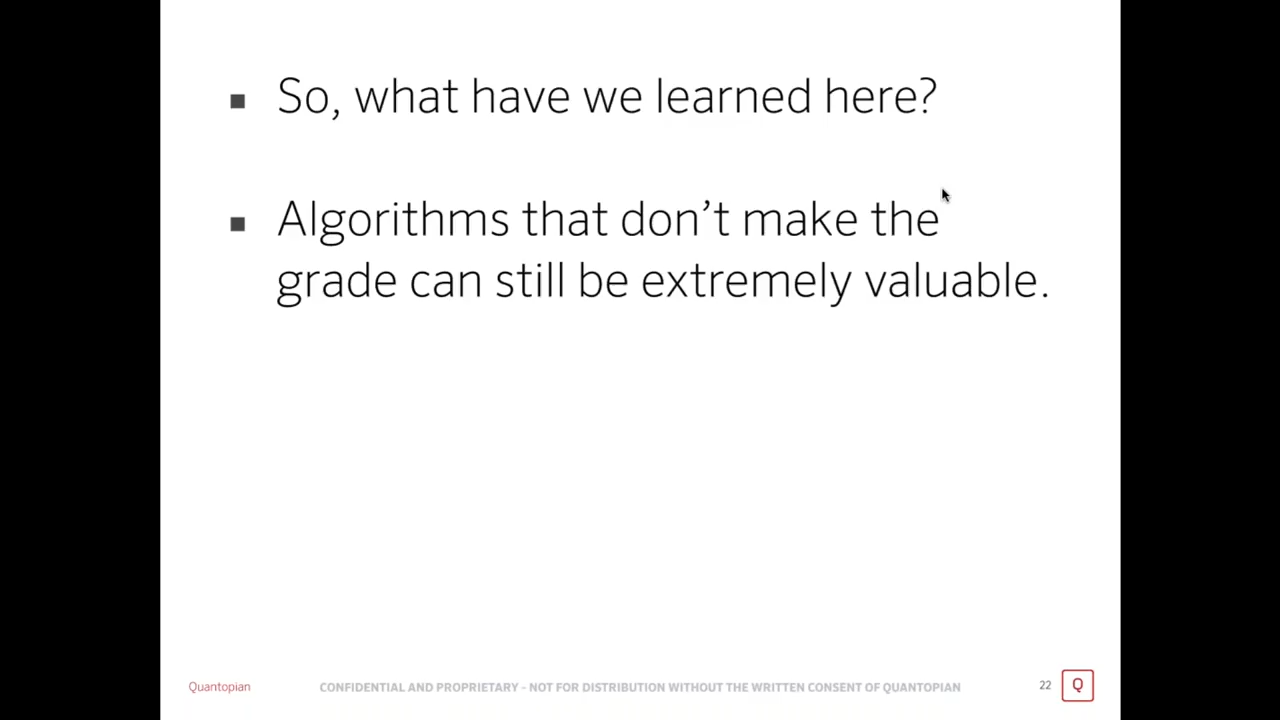 So, what have we learned here?
Algorithms that don’t make the
grade can still be extremely valuable.
Quantopian
CONFIDENTIAL AND PROPRIETARY – NOT FOR DISTRIBUTION WITHOUT THE WRITTEN CONSENT OF QUANTOPIAN
22
Q